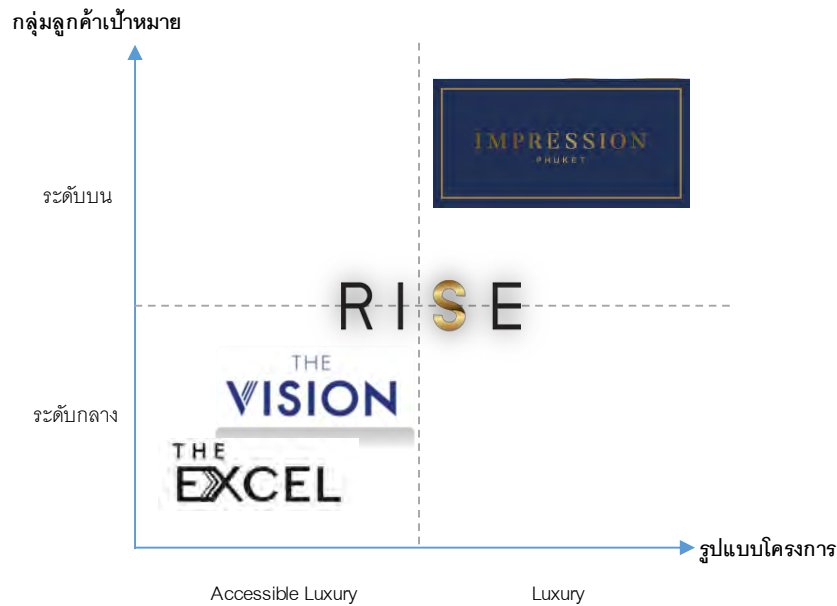 กลุ่มลูกค้าเป้าหมาย
IMPRESSION
PHUKET
ระดับบน
RISE
THE
VISION
ระดับกลาง
THE
EXCEL
รูปแบบโครงการ
Accessible Luxury
Luxury